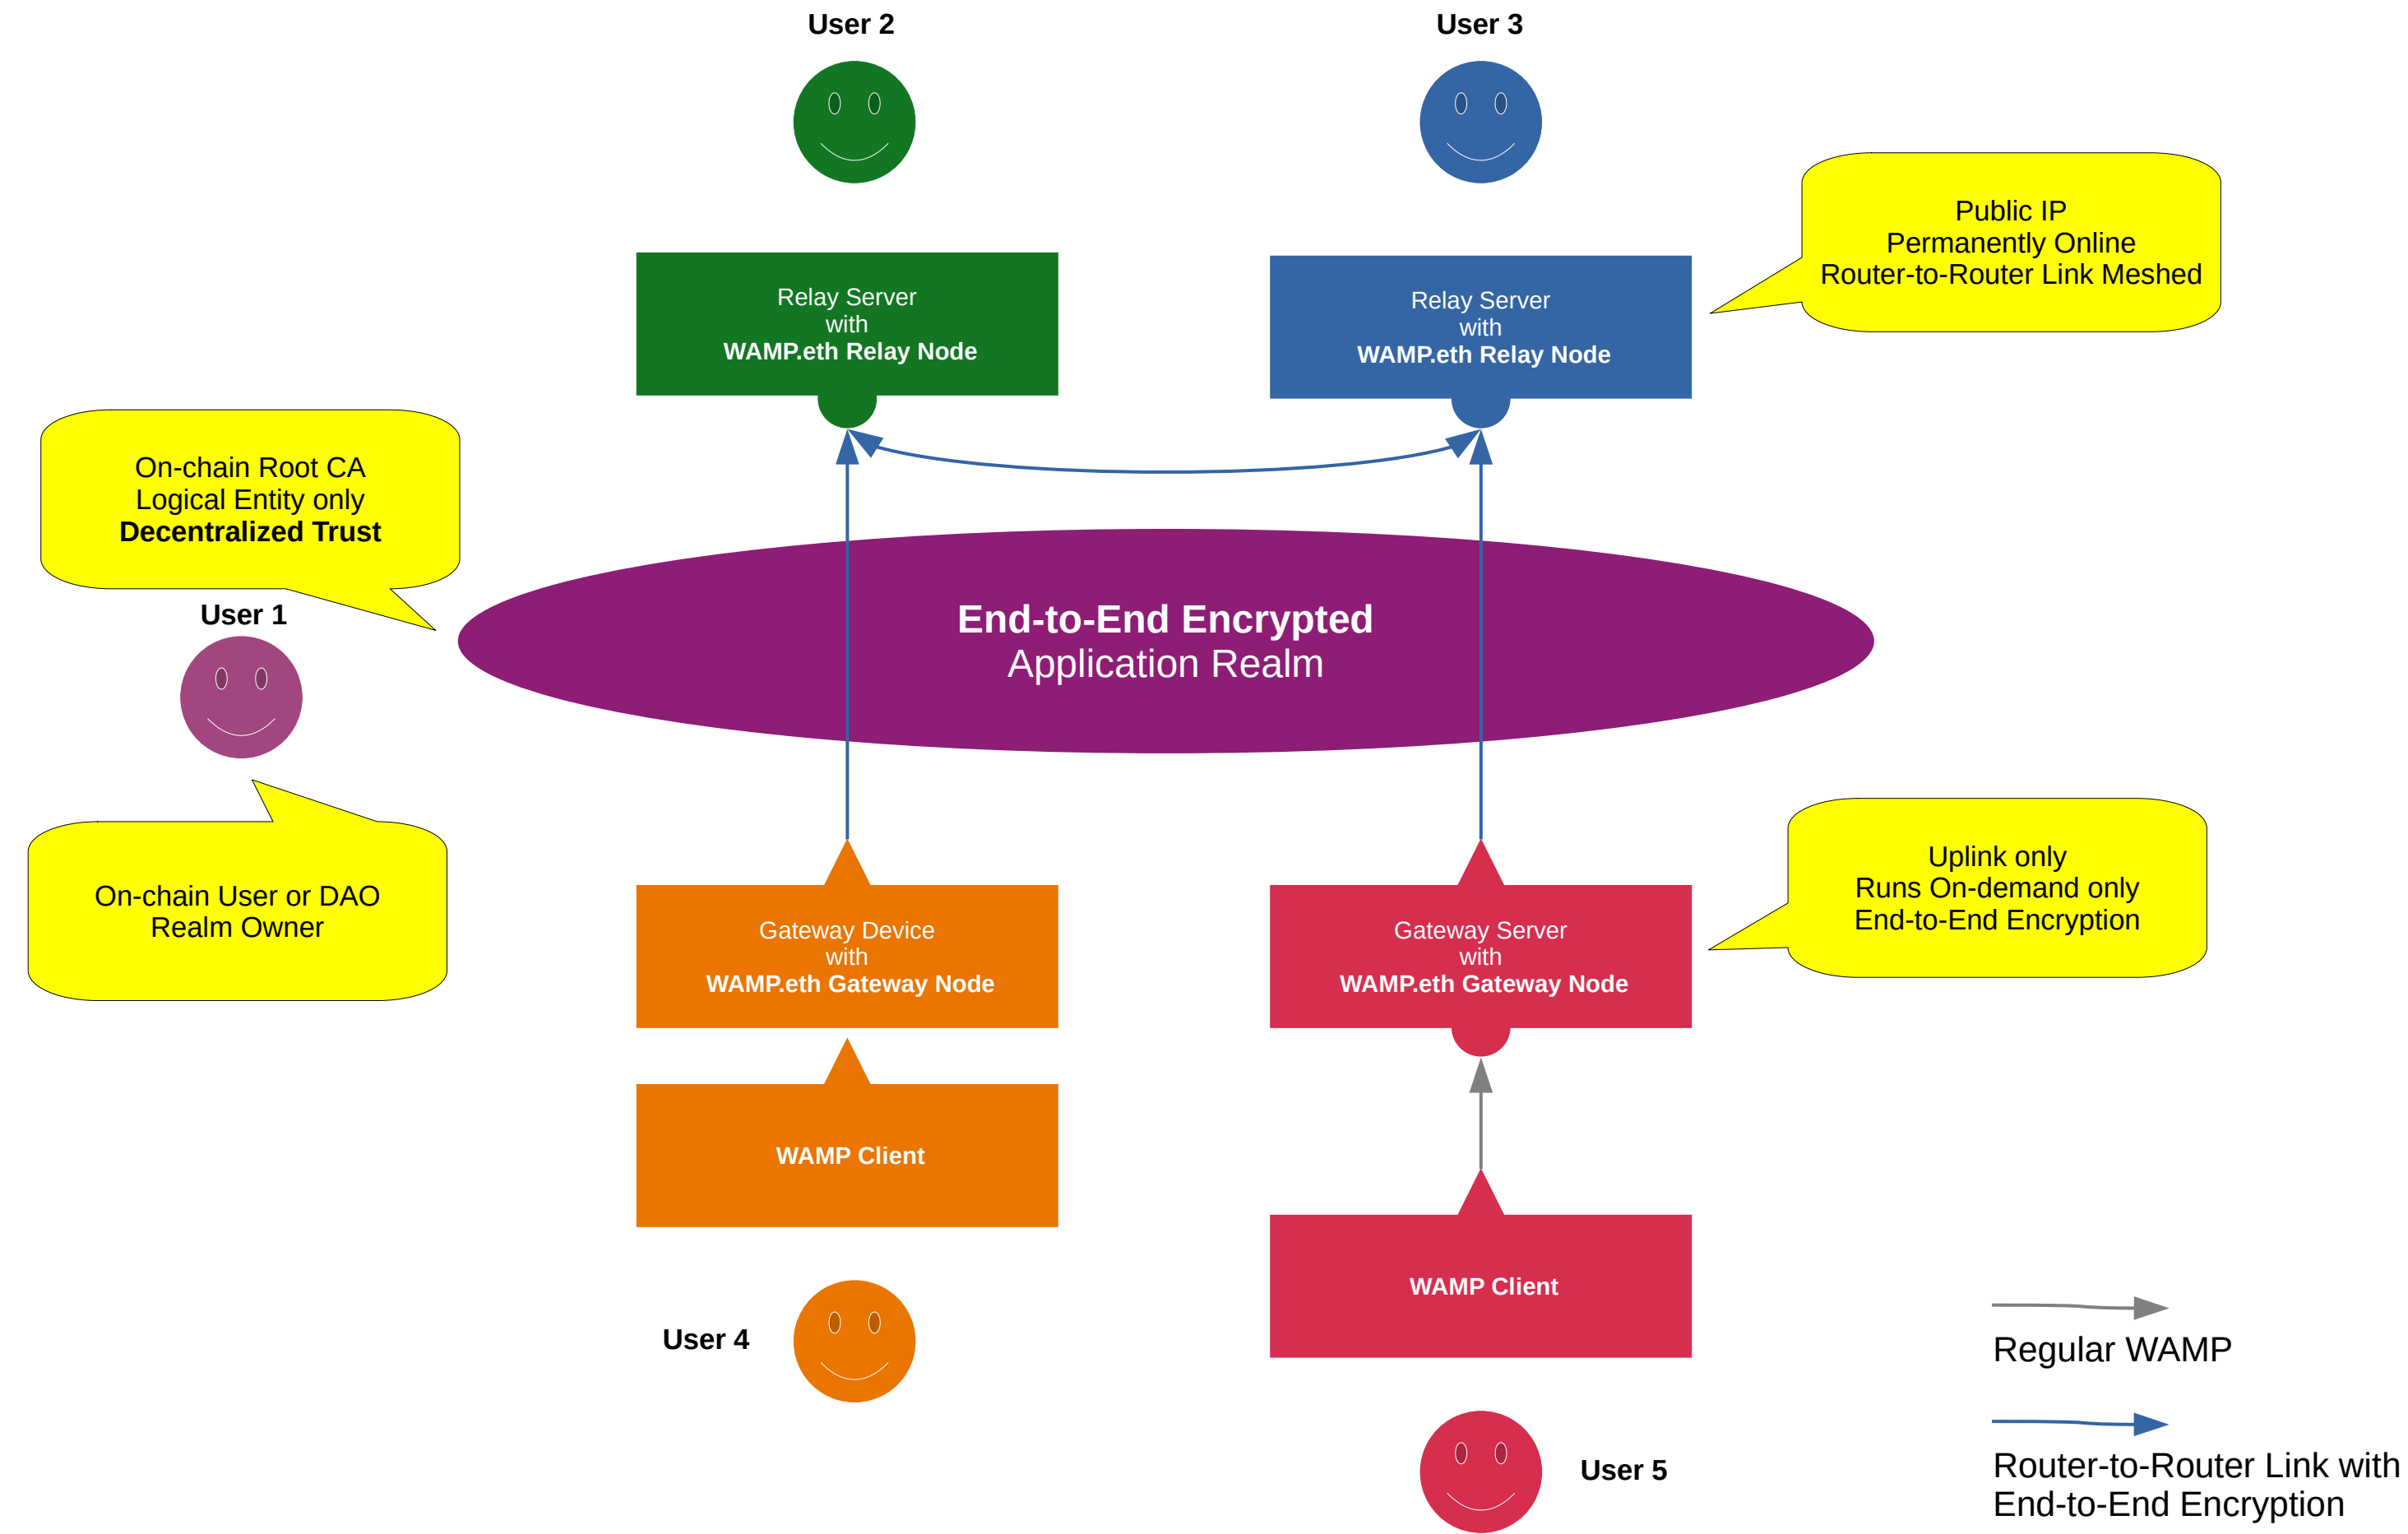 User 2
User 3
Public IP
Permanently Online
Router-to-Router Link Meshed
Relay Server
with
WAMP.eth Relay Node
Relay Server
with
WAMP.eth Relay Node
On-chain Root CA
Logical Entity only
Decentralized Trust
User 1
End-to-End Encrypted
Application Realm
On-chain User or DAO
Realm Owner
Gateway Device
with
WAMP.eth Gateway Node
Gateway Server
with
WAMP.eth Gateway Node
Uplink only
Runs On-demand only
End-to-End Encryption
WAMP Client
WAMP Client
User 4
User 5
Regular WAMP
Router-to-Router Link with
End-to-End Encryption